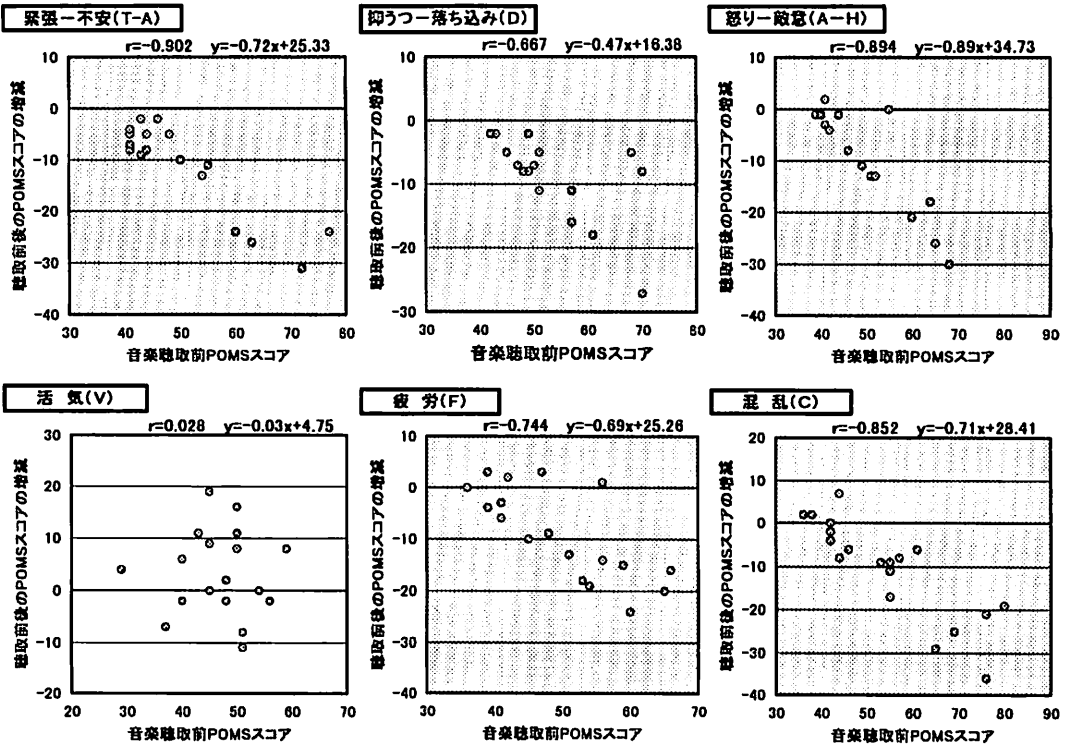 緊張－不安(T-A)
r=-0.902 y=-0.72x+25.33
聴取前後のPOMSスコアの増減
10
0
-10
-20
-30
-40
30 40 50 60 70 80
音楽聴取前POMSスコア
抑うつ－落ち込み(D)
r=-0.667 y=-0.47x+16.38
聴取前後のPOMSスコアの増減
10
0
-10
-20
-30
30 40 50 60 70 80
音楽聴取前POMSスコア
怒り－敵意(A－H)
r=-0.894 y=-0.89x+34.73
聴取前後のPOMSスコアの増減
10
0
-10
-20
-30
-40
30 40 50 60 70 80 90
音楽聴取前POMSスコア
活 気(V)
r=0.028 y=-0.03x+4.75
聴取前後のPOMSスコアの増減
30
20
10
0
-10
-20
20 30 40 50 60 70
音楽聴取前POMSスコア
疲 労(F)
r=-0.744 y=-0.69x+25.26
聴取前後のPOMSスコアの増減
10
0
-10
-20
-30
-40
30 40 50 60 70
音楽聴取前POMSスコア
混 乱(C)
r=-0.852 y=-0.71x+28.41
聴取前後のPOMSスコアの増減
20
10
0
-10
-20
-30
-40
30 40 50 60 70 80 90
音楽聴取前POMSスコア